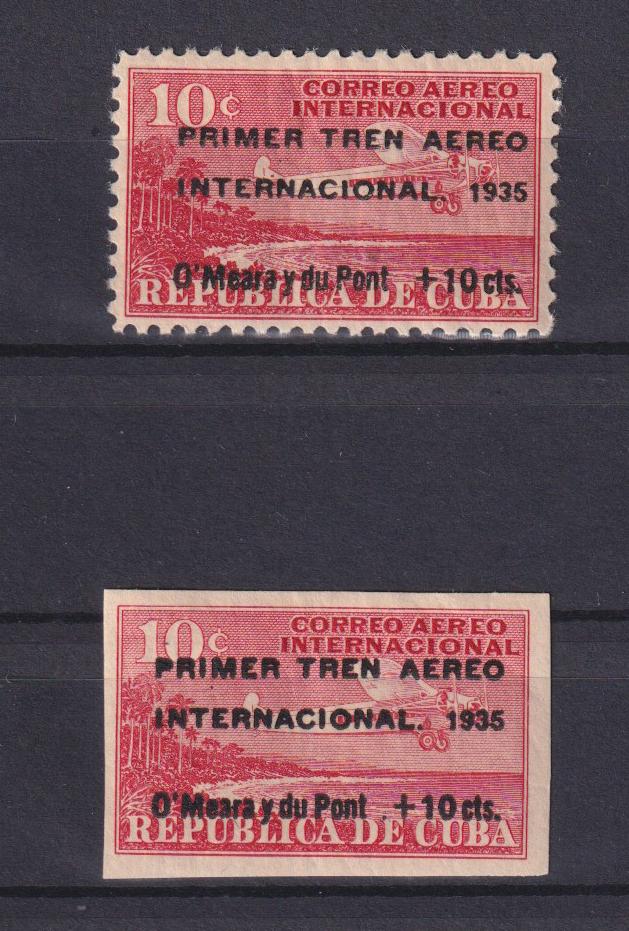 10¢ CORREO AEREO
INTERNACIONAL
PRIMER TREN AEREO
INTERNACIONAL. 1935
O'Meara y du Pont +10 cts.
REPUBLICA DE CUBA
10¢ CORREO AEREO
INTERNACIONAL
PRIMER TREN AEREO
INTERNACIONAL. 1935
O'Meara y du Pont . +10 cts.
REPUBLICA DE CUBA